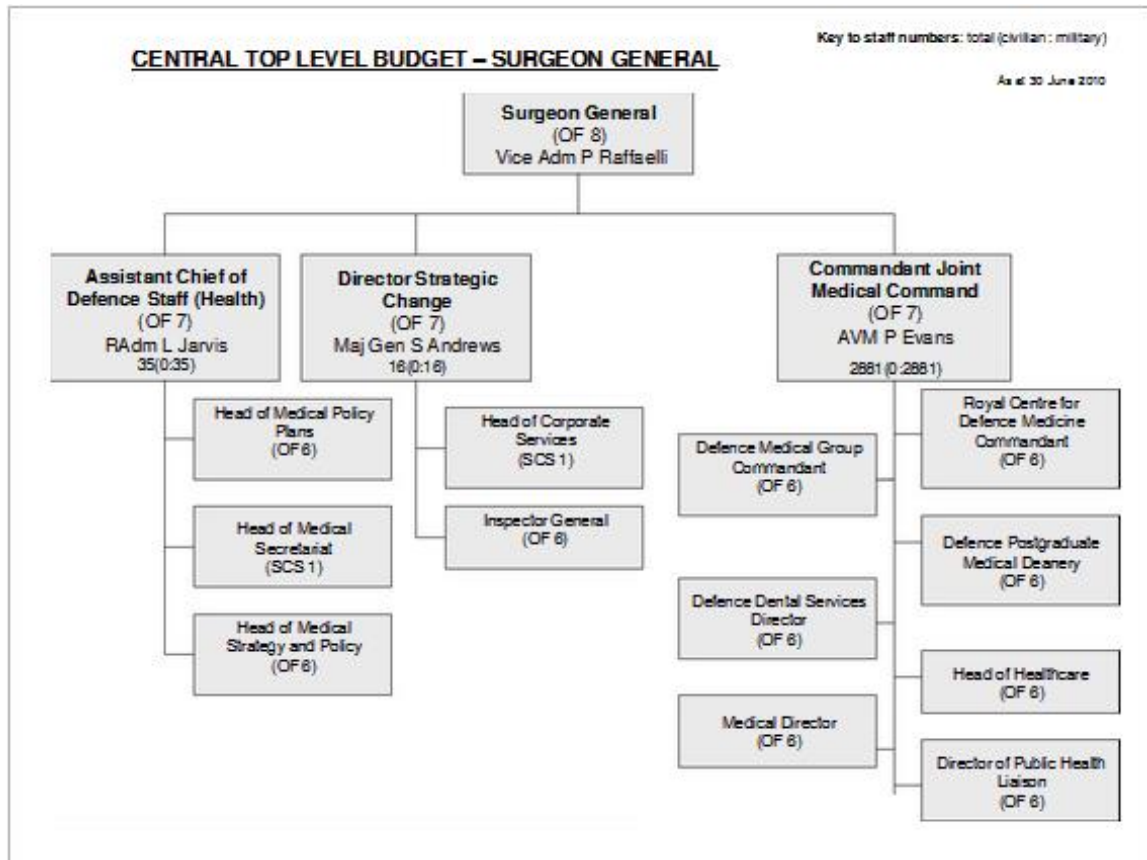 Key to staff numbers: total (civilian : military)
CENTRAL TOP LEVEL BUDGET – SURGEON GENERAL
As at 30 June 2010
Surgeon General
(OF 8)
Vice Adm P Raffaelli
Assistant Chief of
Defence Staff (Health)
(OF 7)
RAdm L Jarvis
35(0:35)
Director Strategic
Change
(OF 7)
Maj Gen S Andrews
16(0:16)
Commandant Joint
Medical Command
(OF 7)
AVM P Evans
2881(0:2881)
Head of Medical Policy
Plans
(OF 6)
Head of Medical
Secretariat
(SCS 1)
Head of Medical
Strategy and Policy
(OF 6)
Head of Corporate
Services
(SCS 1)
Inspector General
(OF 6)
Defence Medical Group
Commandant
(OF 6)
Defence Dental Services
Director
(OF 6)
Medical Director
(OF 6)
Royal Centre for
Defence Medicine
Commandant
(OF 6)
Defence Postgraduate
Medical Deanery
(OF 6)
Head of Healthcare
(OF 6)
Director of Public Health
Liaison
(OF 6)